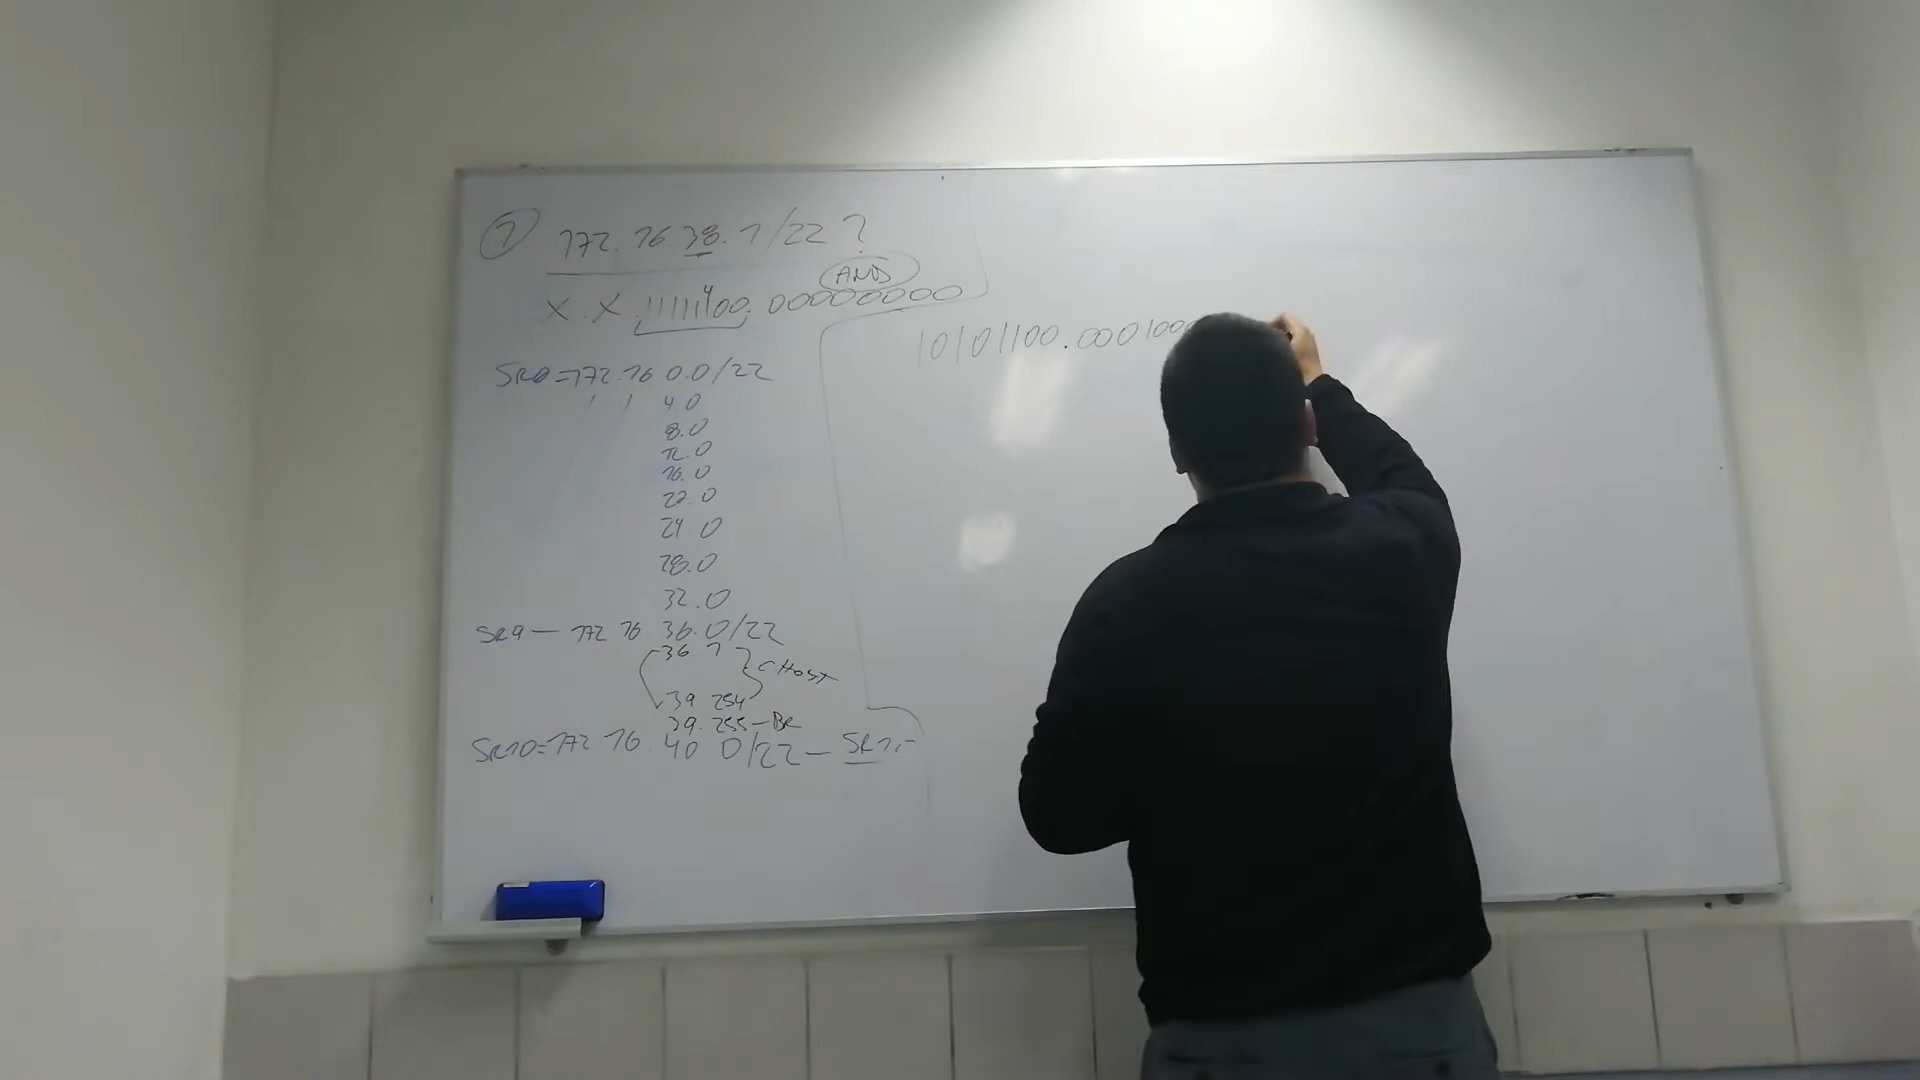 1 172.16.38.1/22 ?
AND
X.X.11111100.00000000
SR0=172.16.0.0/22
/ / 4.0
8.0
12.0
16.0
20.0
24.0
28.0
32.0
SR9 — 172.16.36.0/22
36.1
HOST
39.254
39.255 — BR
SR10=172.16.40.0/22 —
10101100.0001000